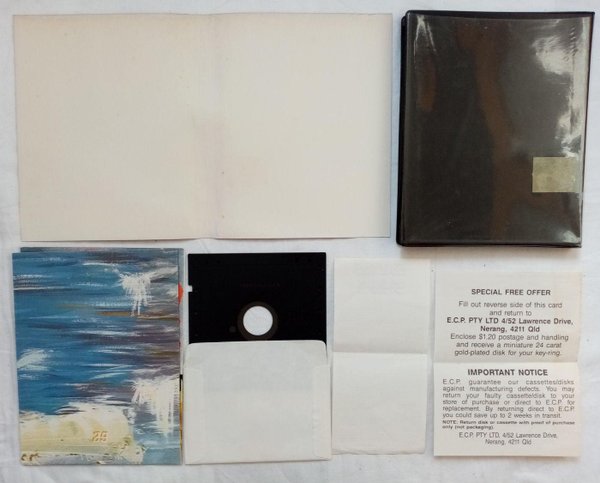 SPECIAL FREE OFFER
Fill out reverse side of this card
and return to
E.C.P. PTY LTD 4/52 Lawrence Drive,
Nerang, 4211 Qld
Enclose $1.20 postage and handling
and receive a miniature 24 carat
gold-plated disk for your key-ring.
IMPORTANT NOTICE
E.C.P. guarantee our cassettes/disks
against manufacturing defects. You may
return your faulty cassette/disk to your
store of purchase or direct to E.C.P. for
replacement. By returning direct to E.C.P.
you could save up to 2 weeks in transit.
NOTE: Return disk or cassette with proof of purchase
only (not packaging).
E.C.P. PTY LTD, 4/52 Lawrence Drive,
Nerang, 4211 Qld